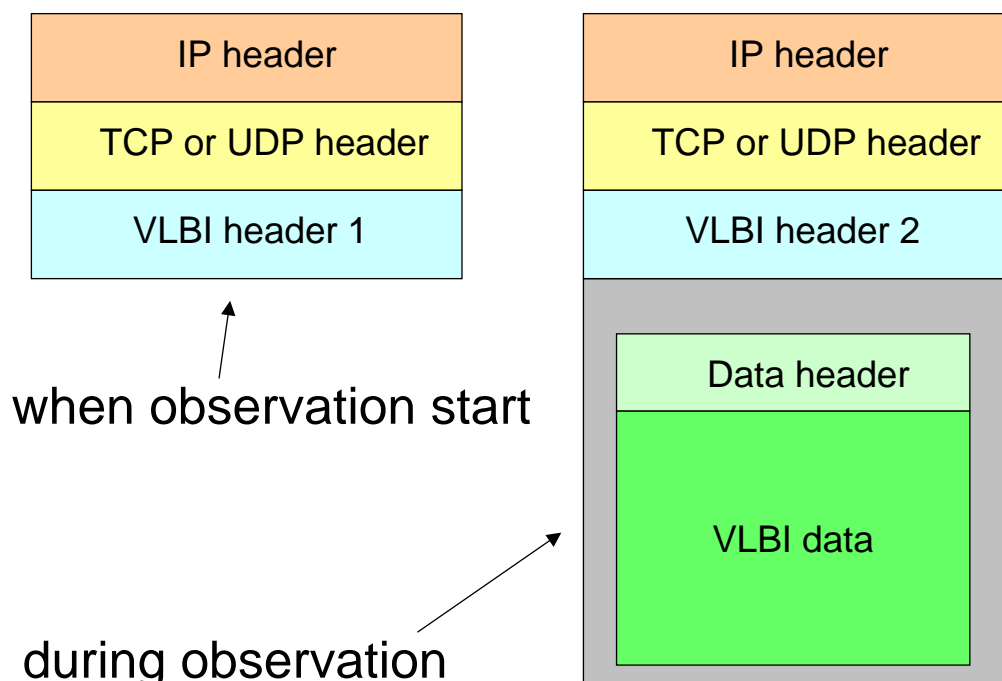 IP header
TCP or UDP header
VLBI header 1
when observation start
IP header
TCP or UDP header
VLBI header 2
Data header
VLBI data
during observation